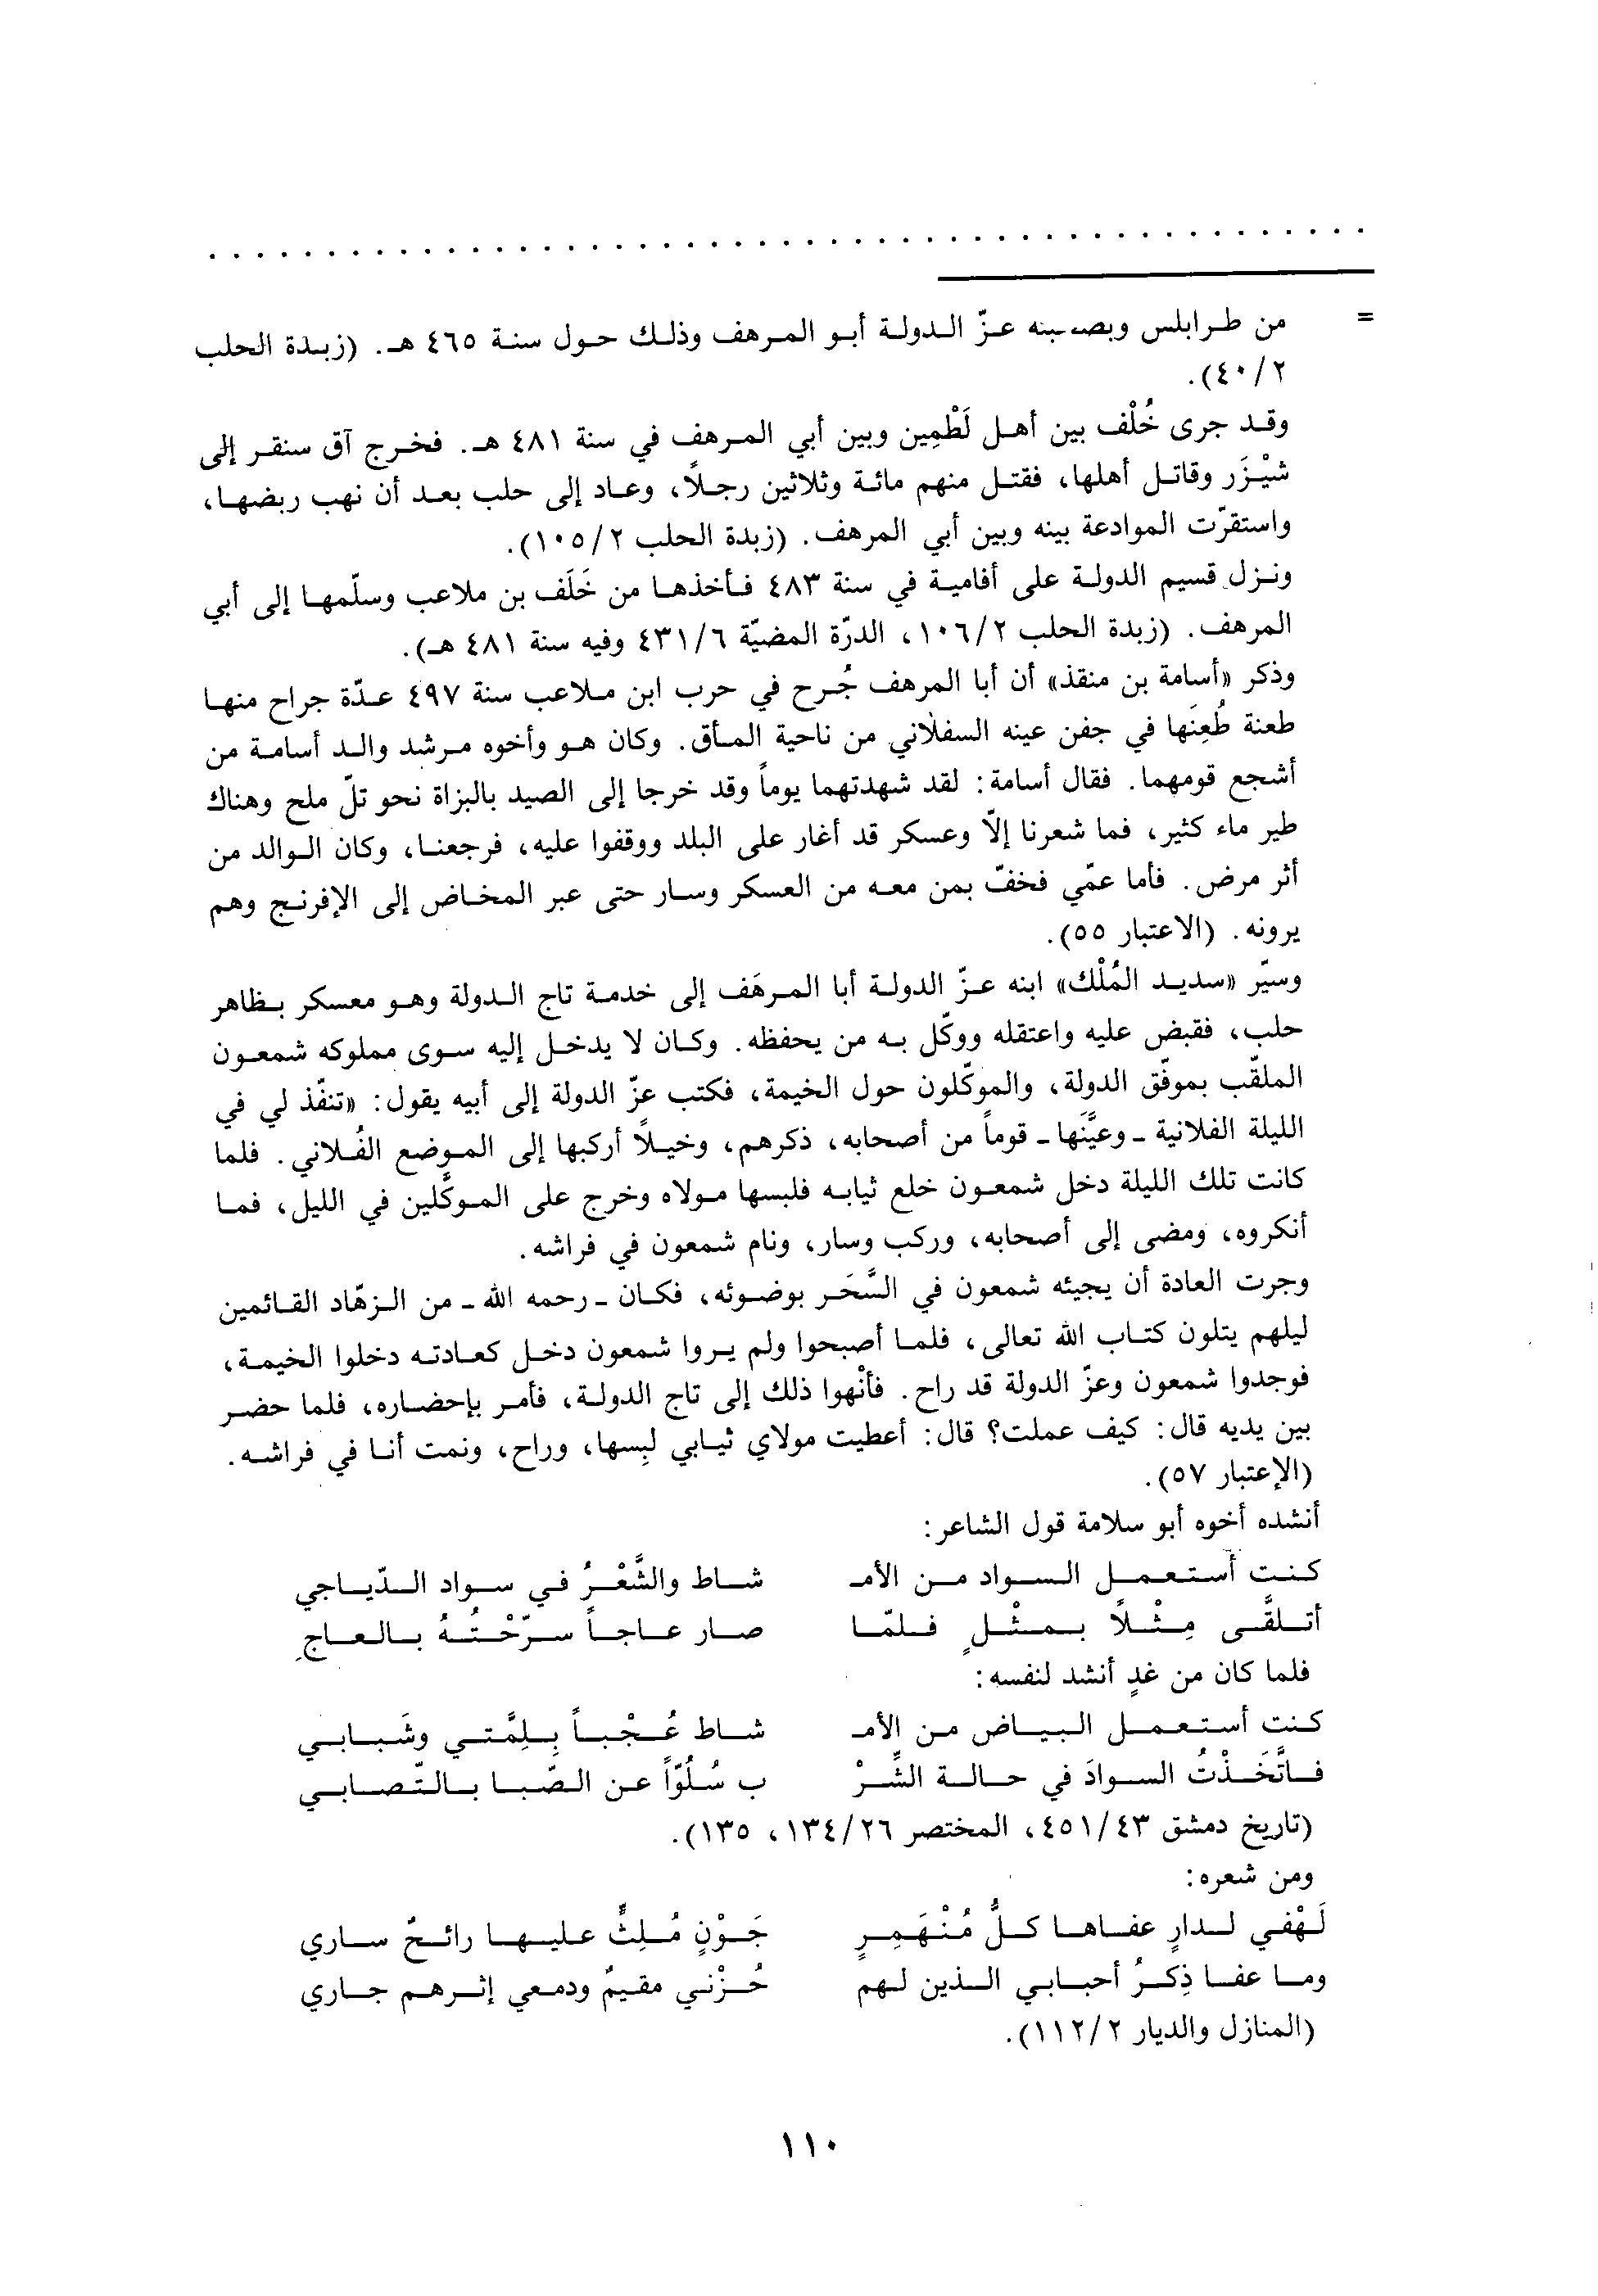 = من طرابلس وبصحبته عزّ الدولة أبو المرهف وذلك حول سنة ٤٦٥ هـ. (زبدة الحلب
٤٠/٢).
وقد جرى خُلْف بين أهل لَطْمِين وبين أبي المرهف في سنة ٤٨١ هـ. فخرج آق سنقر إلى
شَيْزَر وقاتل أهلها، فقتل منهم مائة وثلاثين رجلاً، وعاد إلى حلب بعد أن نهب ربضها،
واستقرّت الموادعة بينه وبين أبي المرهف. (زبدة الحلب ١٠٥/٢).
ونزل قسيم الدولة على أفامية في سنة ٤٨٣ فأخذها من خَلَف بن ملاعب وسلّمها إلى أبي
المرهف. (زبدة الحلب ١٠٦/٢، الدرّة المضيّة ٤٣١/٦ وفيه سنة ٤٨١ هـ).
وذكر «أسامة بن منقذ» أن أبا المرهف جُرح في حرب ابن ملاعب سنة ٤٩٧ عدّة جراح منها
طعنة طُعِنَها في جفن عينه السفلاني من ناحية المأق. وكان هو وأخوه مرشد والد أسامة من
أشجع قومهما. فقال أسامة: لقد شهدتهما يوماً وقد خرجا إلى الصيد بالبزاة نحو تلّ ملح وهناك
طير ماء كثير، فما شعرنا إلاّ وعسكر قد أغار على البلد ووقفوا عليه، فرجعنا، وكان الوالد من
أثر مرض. فأما عمّي فخفّ بمن معه من العسكر وسار حتى عبر المخاض إلى الإفرنج وهم
يرونه. (الاعتبار ٥٥).
وسيّر «سديد المُلْك» ابنه عزّ الدولة أبا المرهَف إلى خدمة تاج الدولة وهو معسكر بظاهر
حلب، فقبض عليه واعتقله ووكّل به من يحفظه. وكان لا يدخل إليه سوى مملوكه شمعون
الملقّب بموفّق الدولة، والموكّلون حول الخيمة، فكتب عزّ الدولة إلى أبيه يقول: «تنفّذ لي في
الليلة الفلانية ـ وعيَّنَها ـ قوماً من أصحابه، ذكرهم، وخيلاً أركبها إلى الموضع الفُلاني. فلما
كانت تلك الليلة دخل شمعون خلع ثيابه فلبسها مولاه وخرج على الموكَّلين في الليل، فما
أنكروه، ومضى إلى أصحابه، وركب وسار، ونام شمعون في فراشه.
وجرت العادة أن يجيئه شمعون في السَّحَر بوضوئه، فكان ـ رحمه الله ـ من الزهّاد القائمين
ليلهم يتلون كتاب الله تعالى، فلما أصبحوا ولم يروا شمعون دخل كعادته دخلوا الخيمة،
فوجدوا شمعون وعزّ الدولة قد راح. فأنْهوا ذلك إلى تاج الدولة، فأمر بإحضاره، فلما حضر
بين يديه قال: كيف عملت؟ قال: أعطيت مولاي ثيابي لبِسها، وراح، ونمت أنا في فراشه.
(الإعتبار ٥٧).
أنشده أخوه أبو سلامة قول الشاعر:
كنت أستعمل السواد من الأمـ شاط والشَّعْرُ في سواد الدّياجي
أتلقَّى مِثْلاً بمثْلٍ فلمّا صار عاجاً سرّحْتُهُ بالعاجِ
فلما كان من غدٍ أنشد لنفسه:
كنت أستعمل البياض من الأمـ شاط عُجْباً بِلِمَّتي وشَبابي
فاتَّخَذْتُ السوادَ في حالة الشَّرْ ب سُلُوّاً عن الصّبا بالتّصابي
(تاريخ دمشق ٤٥١/٤٣، المختصر ١٣٤/٢٦، ١٣٥).
ومن شعره:
لَهْفي لدارٍ عفاها كلُّ مُنْهَمِرٍ جَوْنٍ مُلِثٍّ عليها رائحٌ ساري
وما عفا ذِكرُ أحبابي الذين لهم حُزْني مقيمٌ ودمعي إثرهم جاري
(المنازل والديار ١١٢/٢).
١١٠